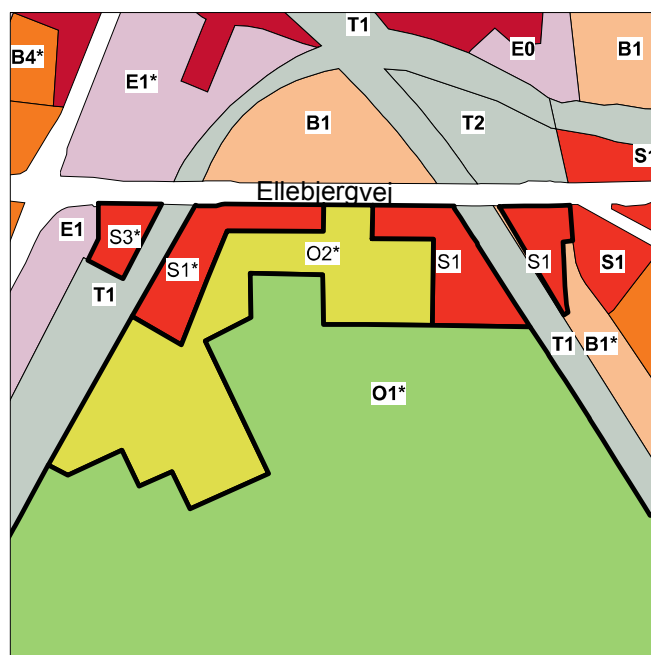 T1
B4*
E0
B1
E1*
B1
T2
S1
Ellebjergvej
E1
S3*
O2*
S1*
S1
S1
S1
T1
T1
B1*
O1*